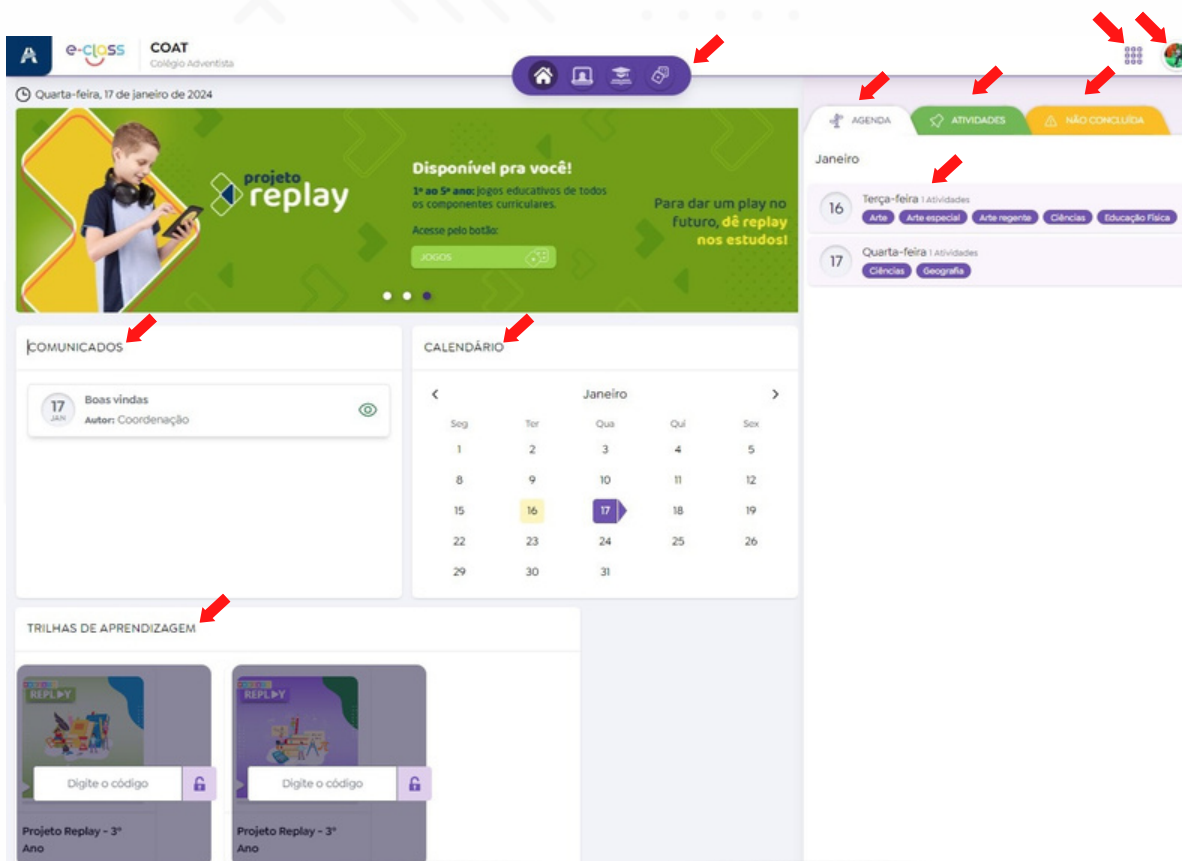 e-class
COAT
Colégio Adventista
Quarta-feira, 17 de janeiro de 2024
projeto
replay
Disponível pra você!
1º ao 5º ano: jogos educativos de todos
os componentes curriculares.
Acesse pelo botão:
JOGOS
Para dar um play no
futuro, dê replay
nos estudos!
AGENDA
ATIVIDADES
NÃO CONCLUÍDA
Janeiro
16
Terça-feira 1 Atividades
Arte Arte especial Arte regente Ciências Educação Física
17
Quarta-feira 1 Atividades
Ciências Geografia
COMUNICADOS
17
JAN
Boas vindas
Autor: Coordenação
CALENDÁRIO
< Janeiro >
Seg Ter Qua Qui Sex
1 2 3 4 5
8 9 10 11 12
15 16 17 18 19
22 23 24 25 26
29 30 31
TRILHAS DE APRENDIZAGEM
REPLAY
Digite o código
Projeto Replay - 3º
Ano
REPLAY
Digite o código
Projeto Replay - 3º
Ano